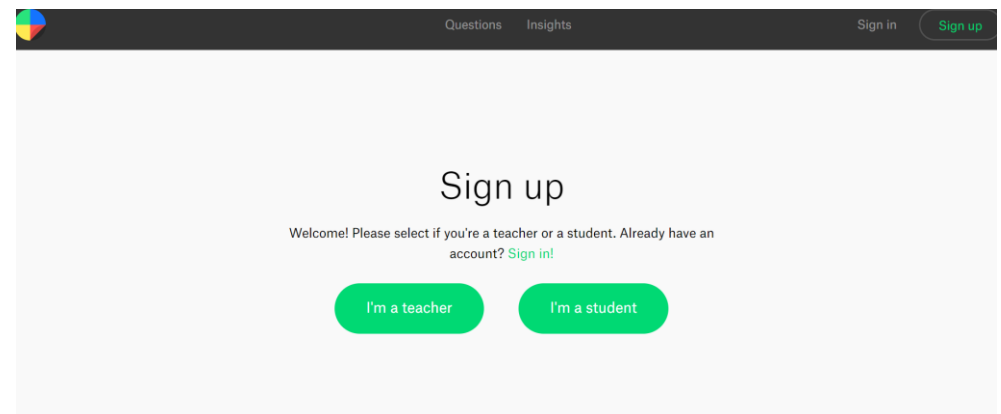 Questions Insights Sign in Sign up
Sign up
Welcome! Please select if you're a teacher or a student. Already have an
account? Sign in!
I'm a teacher I'm a student